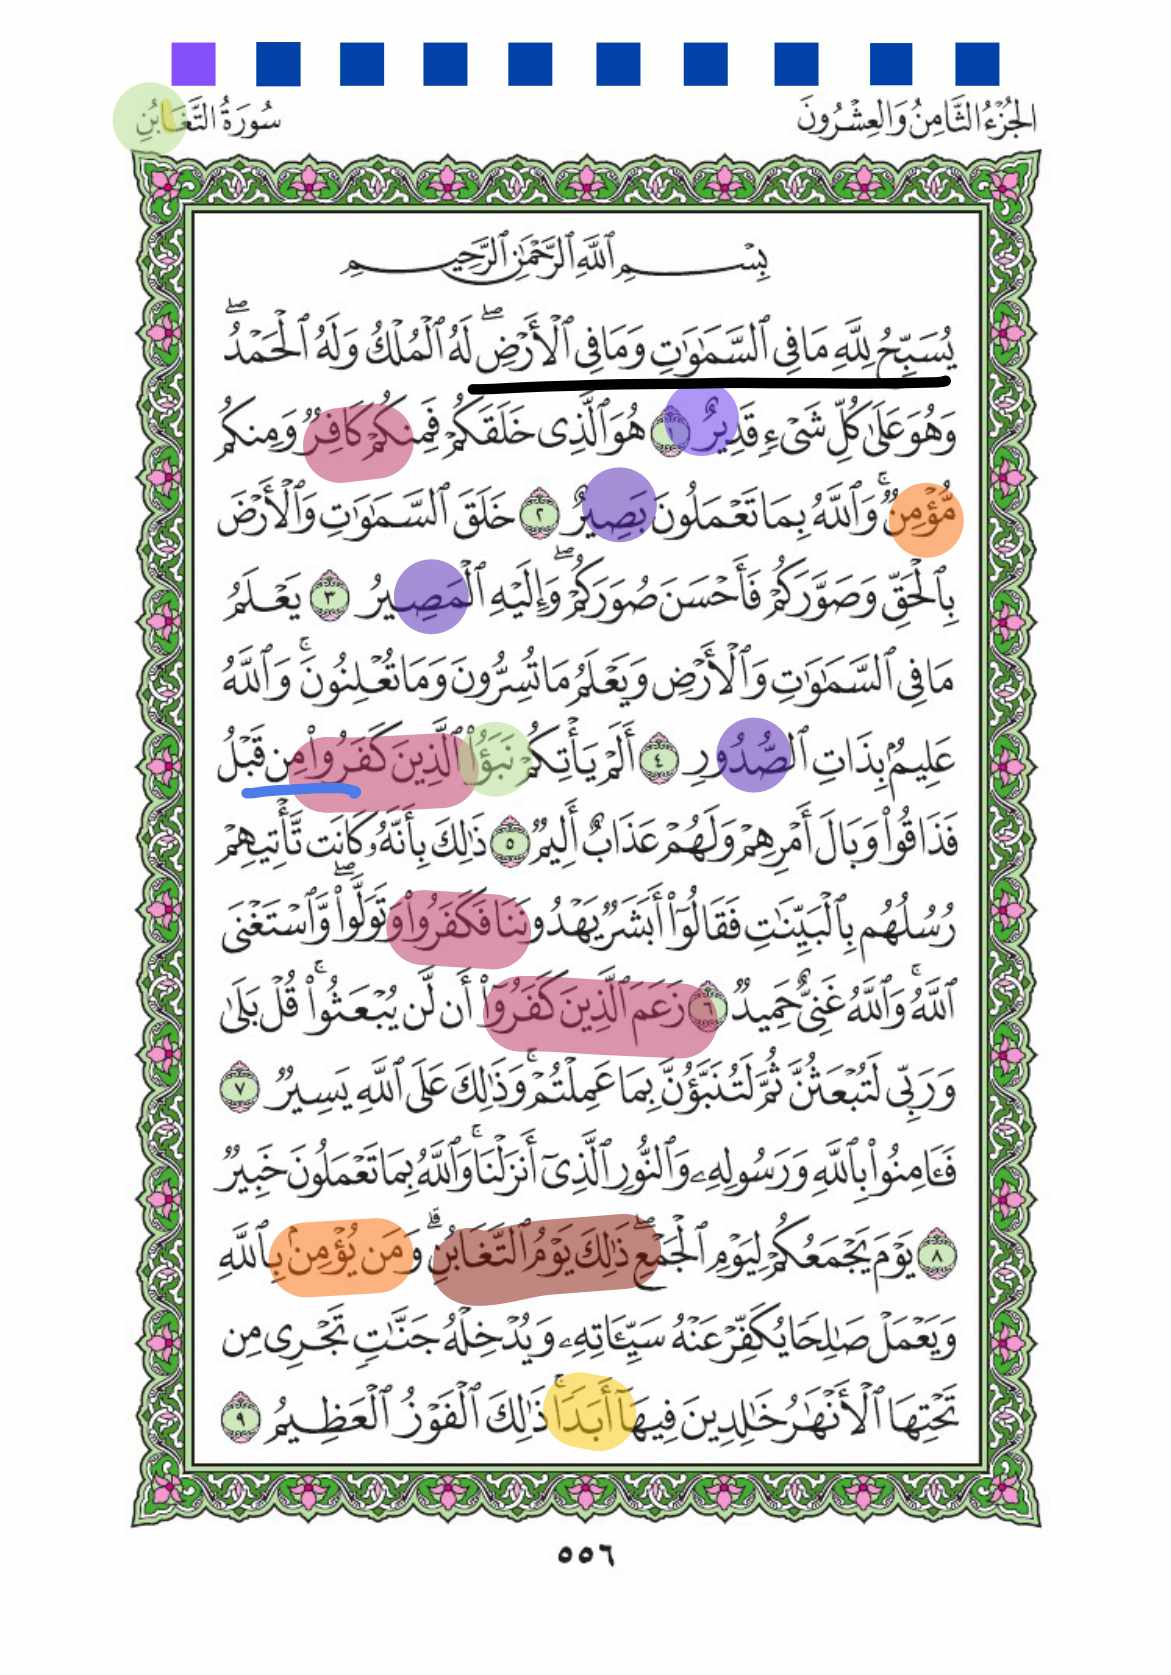 الجُزْءُ الثَّامِنُ وَالعِشْرُونَ
سُورَةُ التَّغَابُنِ
بِسْمِ ٱللَّهِ ٱلرَّحْمَٰنِ ٱلرَّحِيمِ
يُسَبِّحُ لِلَّهِ مَا فِى ٱلسَّمَٰوَٰتِ وَمَا فِى ٱلْأَرْضِۖ لَهُ ٱلْمُلْكُ وَلَهُ ٱلْحَمْدُۖ
وَهُوَ عَلَىٰ كُلِّ شَىْءٍ قَدِيرٌ ١ هُوَ ٱلَّذِى خَلَقَكُمْ فَمِنكُمْ كَافِرٌ وَمِنكُم
مُّؤْمِنٌۚ وَٱللَّهُ بِمَا تَعْمَلُونَ بَصِيرٌ ٢ خَلَقَ ٱلسَّمَٰوَٰتِ وَٱلْأَرْضَ
بِٱلْحَقِّ وَصَوَّرَكُمْ فَأَحْسَنَ صُوَرَكُمْۖ وَإِلَيْهِ ٱلْمَصِيرُ ٣ يَعْلَمُ
مَا فِى ٱلسَّمَٰوَٰتِ وَٱلْأَرْضِ وَيَعْلَمُ مَا تُسِرُّونَ وَمَا تُعْلِنُونَۚ وَٱللَّهُ
عَلِيمٌۢ بِذَاتِ ٱلصُّدُورِ ٤ أَلَمْ يَأْتِكُمْ نَبَؤُا۟ ٱلَّذِينَ كَفَرُوا۟ مِن قَبْلُ
فَذَاقُوا۟ وَبَالَ أَمْرِهِمْ وَلَهُمْ عَذَابٌ أَلِيمٌ ٥ ذَٰلِكَ بِأَنَّهُۥ كَانَت تَّأْتِيهِمْ
رُسُلُهُم بِٱلْبَيِّنَٰتِ فَقَالُوٓا۟ أَبَشَرٌ يَهْدُونَنَا فَكَفَرُوا۟ وَتَوَلَّوا۟ۖ وَّٱسْتَغْنَى
ٱللَّهُۚ وَٱللَّهُ غَنِىٌّ حَمِيدٌ ٦ زَعَمَ ٱلَّذِينَ كَفَرُوٓا۟ أَن لَّن يُبْعَثُوا۟ۚ قُلْ بَلَىٰ
وَرَبِّى لَتُبْعَثُنَّ ثُمَّ لَتُنَبَّؤُنَّ بِمَا عَمِلْتُمْۚ وَذَٰلِكَ عَلَى ٱللَّهِ يَسِيرٌ ٧
فَـَٔامِنُوا۟ بِٱللَّهِ وَرَسُولِهِۦ وَٱلنُّورِ ٱلَّذِىٓ أَنزَلْنَاۚ وَٱللَّهُ بِمَا تَعْمَلُونَ خَبِيرٌ
٨ يَوْمَ يَجْمَعُكُمْ لِيَوْمِ ٱلْجَمْعِۖ ذَٰلِكَ يَوْمُ ٱلتَّغَابُنِۗ وَمَن يُؤْمِنۢ بِٱللَّهِ
وَيَعْمَلْ صَٰلِحًا يُكَفِّرْ عَنْهُ سَيِّـَٔاتِهِۦ وَيُدْخِلْهُ جَنَّٰتٍ تَجْرِى مِن
تَحْتِهَا ٱلْأَنْهَٰرُ خَٰلِدِينَ فِيهَآ أَبَدًاۚ ذَٰلِكَ ٱلْفَوْزُ ٱلْعَظِيمُ ٩
٥٥٦